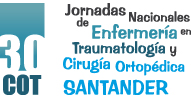 30
COT
Jornadas Nacionales
de Enfermería en
Traumatología y
Cirugía Ortopédica
SANTANDER